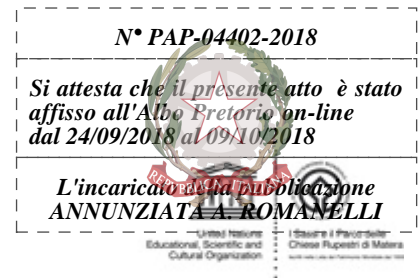 N° PAP-04402-2018
Si attesta che il presente atto è stato
affisso all'Albo Pretorio on-line
dal 24/09/2018 al 09/10/2018
L'incaricato della pubblicazione
ANNUNZIATA A. ROMANELLI
REPVBBLICA ITALIANA
United Nations
Educational, Scientific and
Cultural Organization
I Sassi e il Parco delle
Chiese Rupestri di Matera